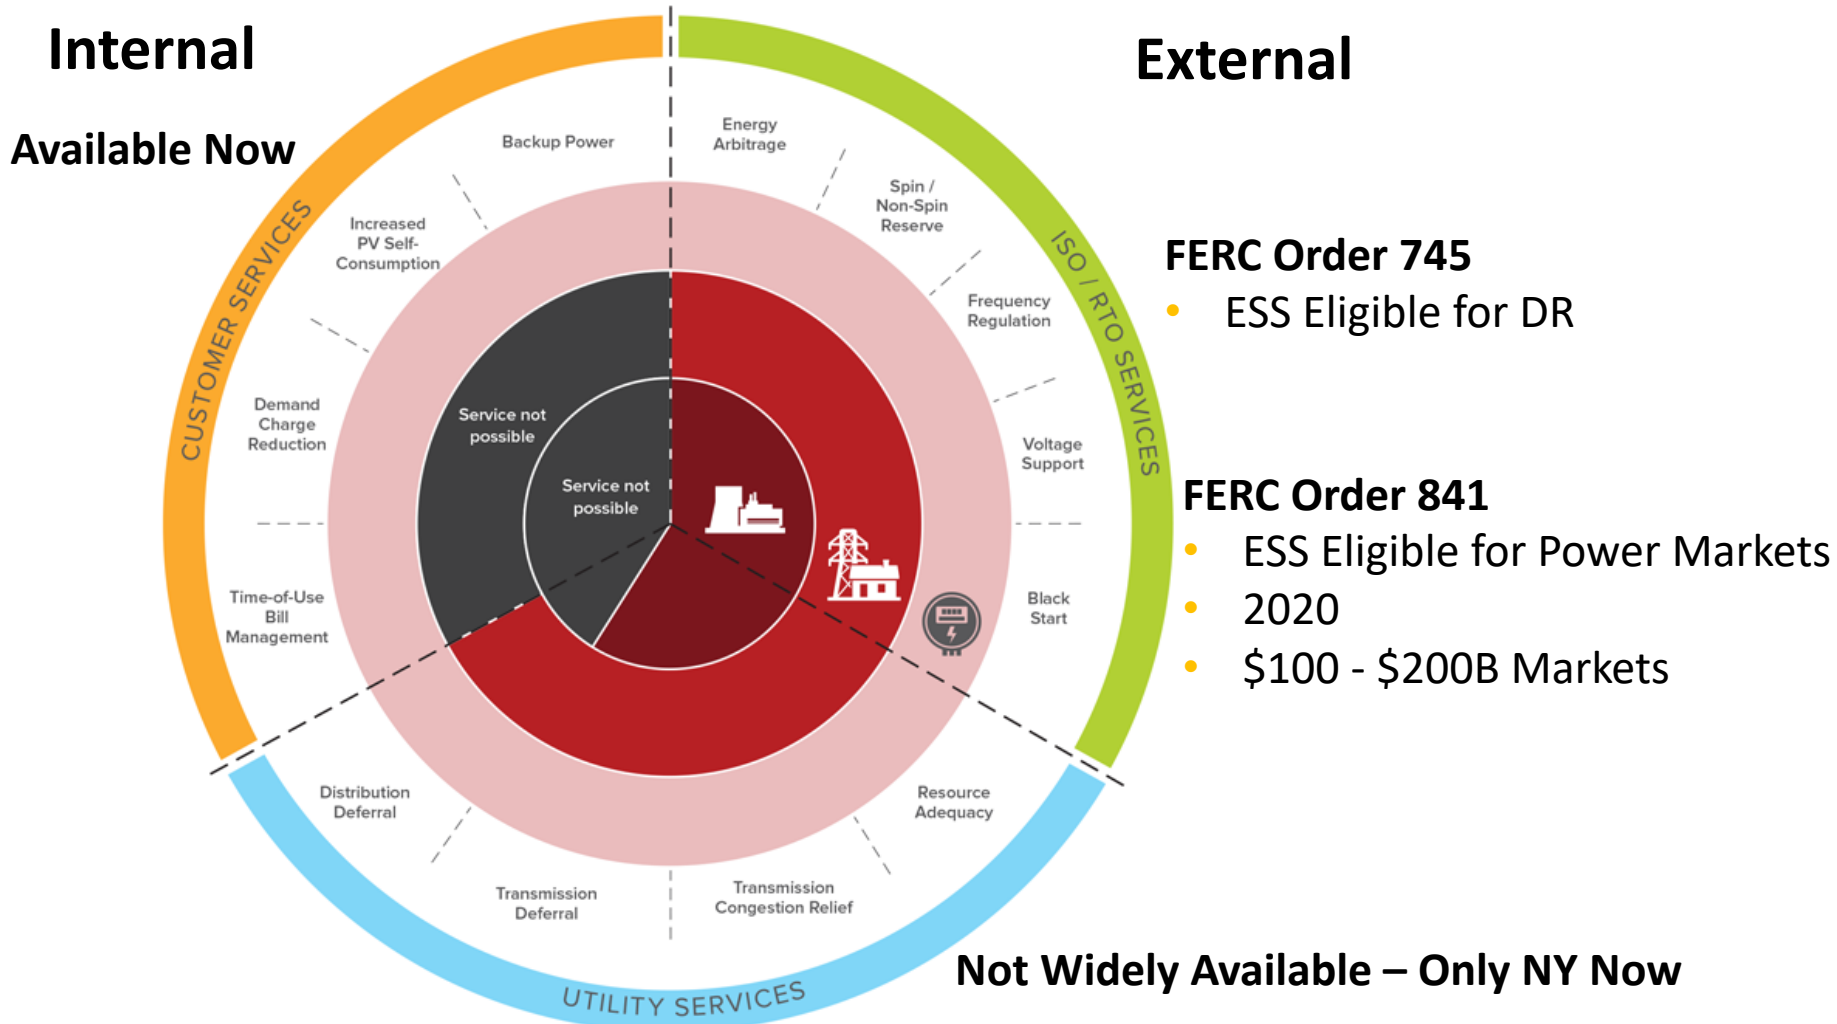 Internal
External
Available Now
Backup Power
Energy
Arbitrage
Increased
PV Self-
Consumption
Spin /
Non-Spin
Reserve
CUSTOMER SERVICES
ISO / RTO SERVICES
Frequency
Regulation
FERC Order 745
• ESS Eligible for DR
Demand
Charge
Reduction
Service not
possible
Service not
possible
Voltage
Support
FERC Order 841
• ESS Eligible for Power Markets
• 2020
• $100 - $200B Markets
Time-of-Use
Bill
Management
Black
Start
Distribution
Deferral
Resource
Adequacy
Transmission
Deferral
Transmission
Congestion Relief
UTILITY SERVICES
Not Widely Available – Only NY Now